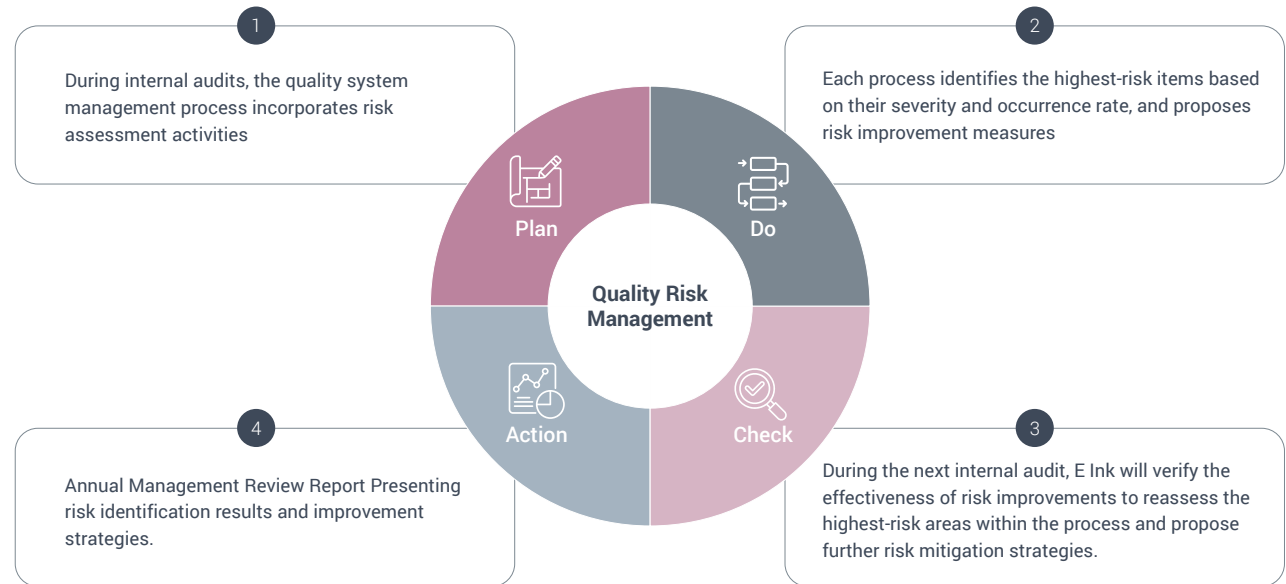 1
During internal audits, the quality system
management process incorporates risk
assessment activities
2
Each process identifies the highest-risk items based
on their severity and occurrence rate, and proposes
risk improvement measures
Plan
Do
Quality Risk
Management
Action
Check
4
Annual Management Review Report Presenting
risk identification results and improvement
strategies.
3
During the next internal audit, E Ink will verify the
effectiveness of risk improvements to reassess the
highest-risk areas within the process and propose
further risk mitigation strategies.